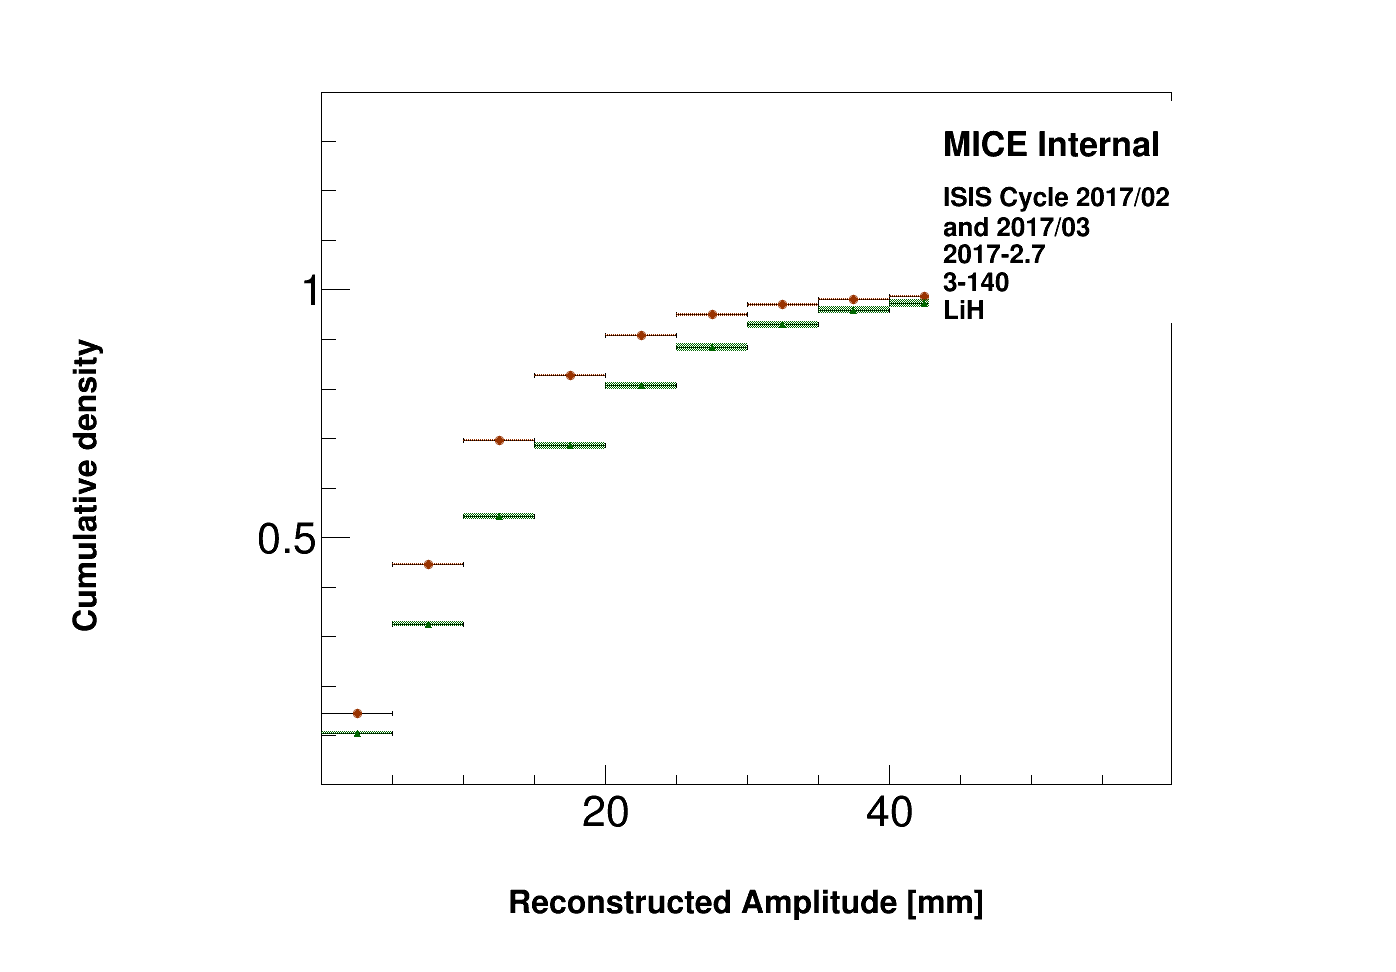 MICE Internal
ISIS Cycle 2017/02
and 2017/03
2017-2.7
3-140
LiH
1
0.5
20
40
Cumulative density
Reconstructed Amplitude [mm]